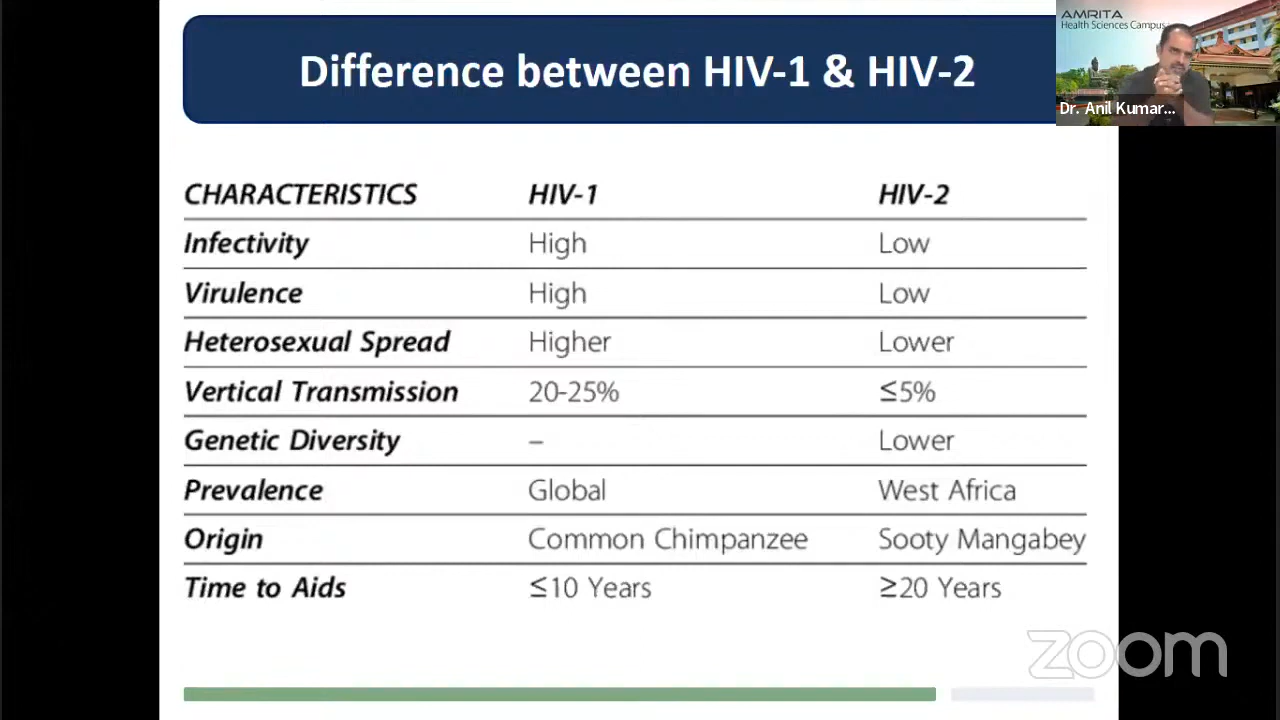 Difference between HIV-1 & HIV-2
AMRITA
Health Sciences Campus
Dr. Anil Kumar...
CHARACTERISTICS HIV-1 HIV-2
Infectivity High Low
Virulence High Low
Heterosexual Spread Higher Lower
Vertical Transmission 20-25% ≤5%
Genetic Diversity – Lower
Prevalence Global West Africa
Origin Common Chimpanzee Sooty Mangabey
Time to Aids ≤10 Years ≥20 Years
zoom